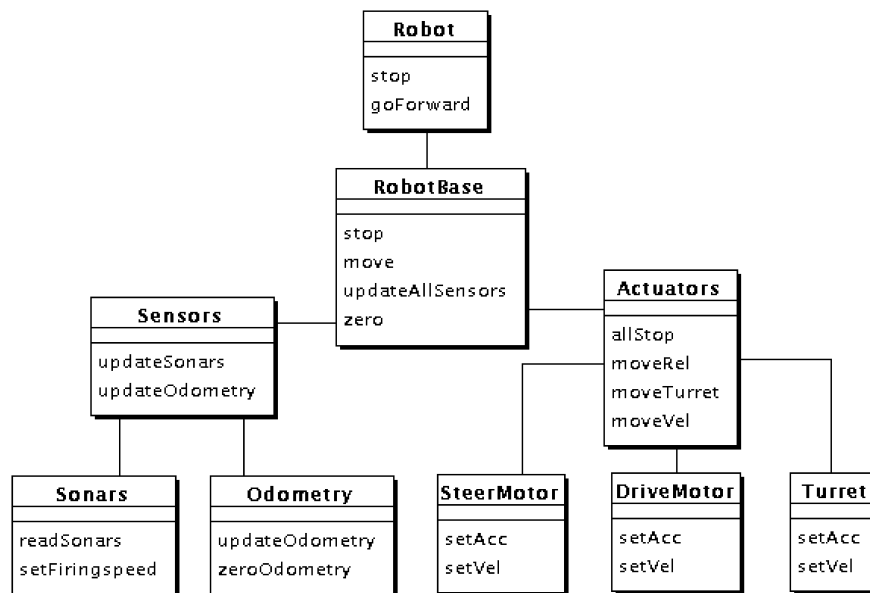 Robot
stop
goForward
RobotBase
stop
move
updateAllSensors
zero
Sensors
updateSonars
updateOdometry
Actuators
allStop
moveRel
moveTurret
moveVel
Sonars
readSonars
setFiringspeed
Odometry
updateOdometry
zeroOdometry
SteerMotor
setAcc
setVel
DriveMotor
setAcc
setVel
Turret
setAcc
setVel